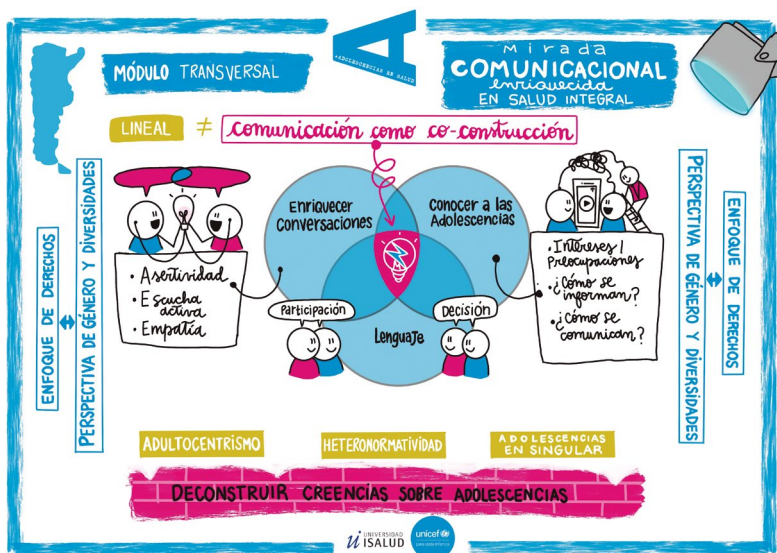 MÓDULO TRANSVERSAL
A
+ADOLESCENCIAS EN SALUD
Mirada
COMUNICACIONAL
enriquecida
EN SALUD INTEGRAL
LINEAL ≠ comunicación como co-construcción
ENFOQUE DE DERECHOS
PERSPECTIVA DE GÉNERO Y DIVERSIDADES
• Asertividad
• Escucha
activa
• Empatía
Enriquecer
Conversaciones
Conocer a las
Adolescencias
Lenguaje
Participación
Decisión
• Intereses /
Preocupaciones
• ¿Cómo se
informan?
• ¿Cómo se
comunican?
PERSPECTIVA DE GÉNERO Y DIVERSIDADES
ENFOQUE DE DERECHOS
ADULTOCENTRISMO
HETERONORMATIVIDAD
ADOLESCENCIAS
EN SINGULAR
DECONSTRUIR CREENCIAS SOBRE ADOLESCENCIAS
UNIVERSIDAD
ISALUD
unicef
para cada infancia